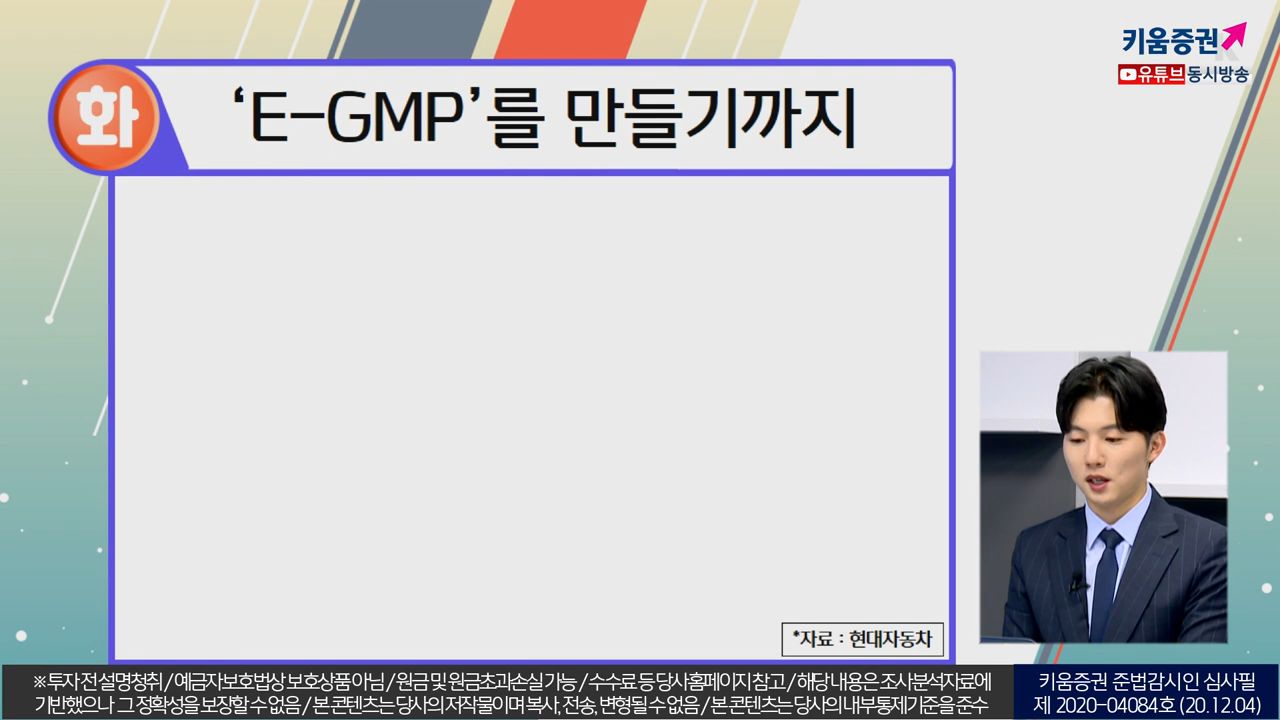 키움증권
유튜브동시방송
화
‘E-GMP’를 만들기까지
*자료 : 현대자동차
※ 투자 전 설명청취 / 예금자보호법상 보호상품 아님 / 원금 및 원금초과손실 가능 / 수수료 등 당사홈페이지 참고 / 해당 내용은 조사분석자료에
기반했으나 그 정확성을 보장할 수 없음 / 본 콘텐츠는 당사의 저작물이며 복사, 전송, 변형될 수 없음 / 본 콘텐츠는 당사의 내부통제기준을 준수
키움증권 준법감시인 심사필
제 2020-04084호 (20.12.04)